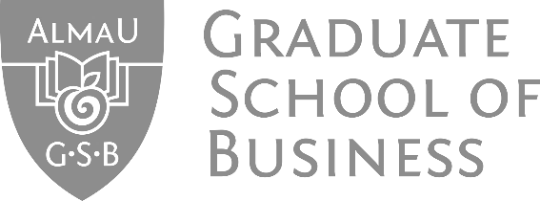 ALMAU
G·S·B
GRADUATE
SCHOOL OF
BUSINESS